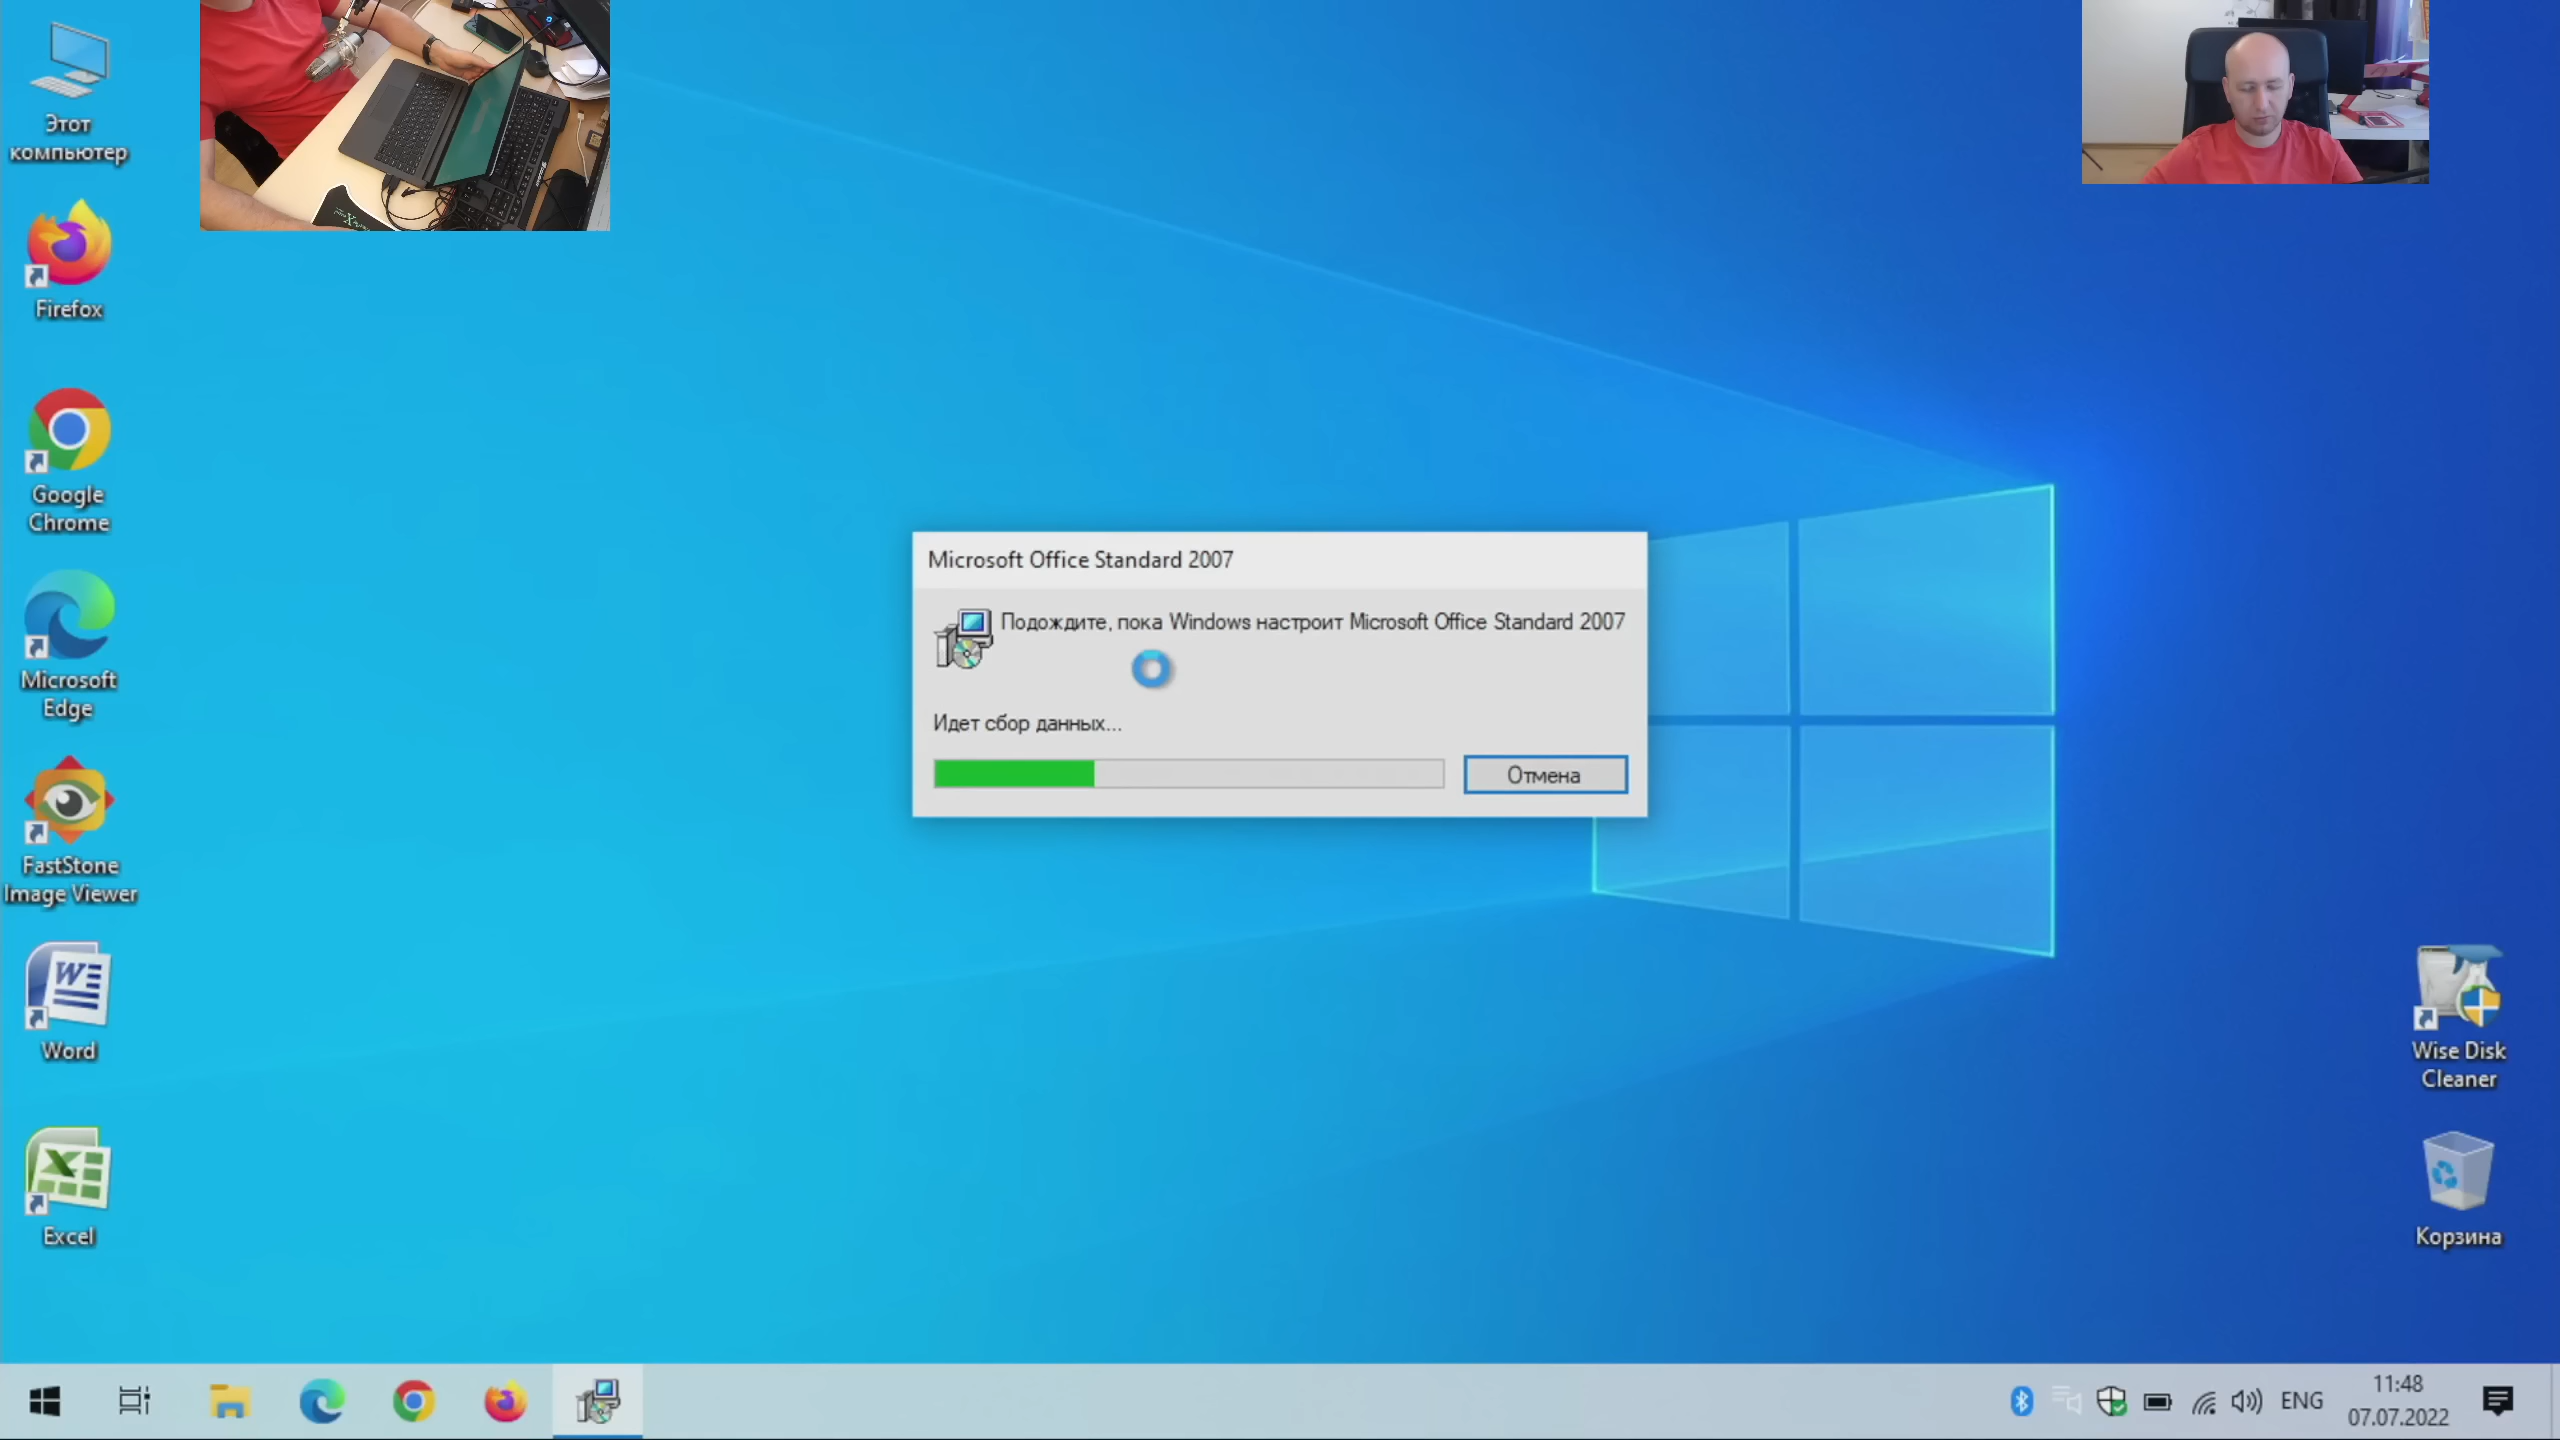 Этот
компьютер
Firefox
Google
Chrome
Microsoft
Edge
FastStone
Image Viewer
Word
Excel
Microsoft Office Standard 2007
Подождите, пока Windows настроит Microsoft Office Standard 2007
Идет сбор данных...
Отмена
Wise Disk
Cleaner
Корзина
ENG
11:48
07.07.2022